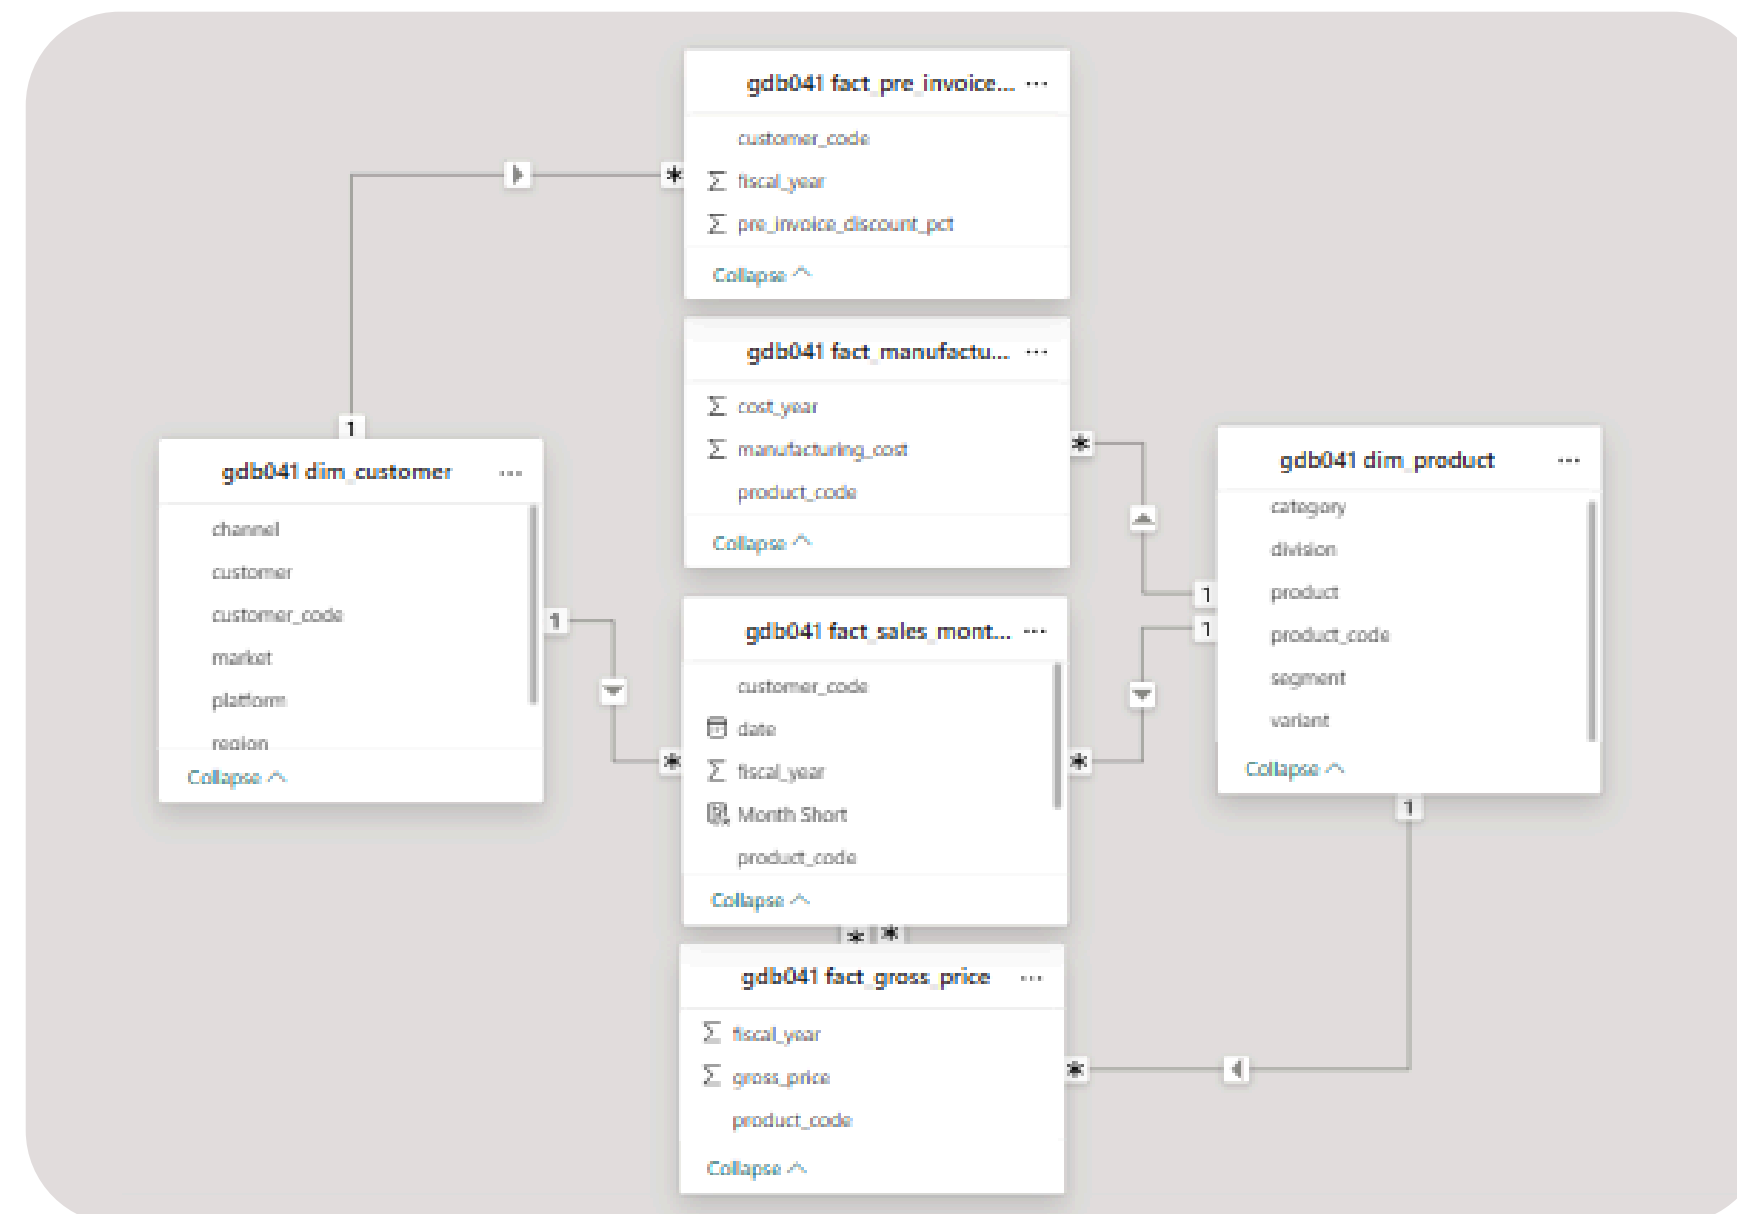 gdb041 fact_pre_invoice... ...
customer_code
Σ fiscal_year
Σ pre_invoice_discount_pct
Collapse
*
1
gdb041 fact_manufactu... ...
Σ cost_year
Σ manufacturing_cost
product_code
Collapse
*
gdb041 dim_customer ...
channel
customer
customer_code
market
platform
region
Collapse
1
gdb041 dim_product ...
category
division
product
product_code
segment
variant
Collapse
1
1
1
gdb041 fact_sales_mont... ...
customer_code
date
Σ fiscal_year
Month Short
product_code
Collapse
*
*
* *
gdb041 fact_gross_price ...
Σ fiscal_year
Σ gross_price
product_code
Collapse
*